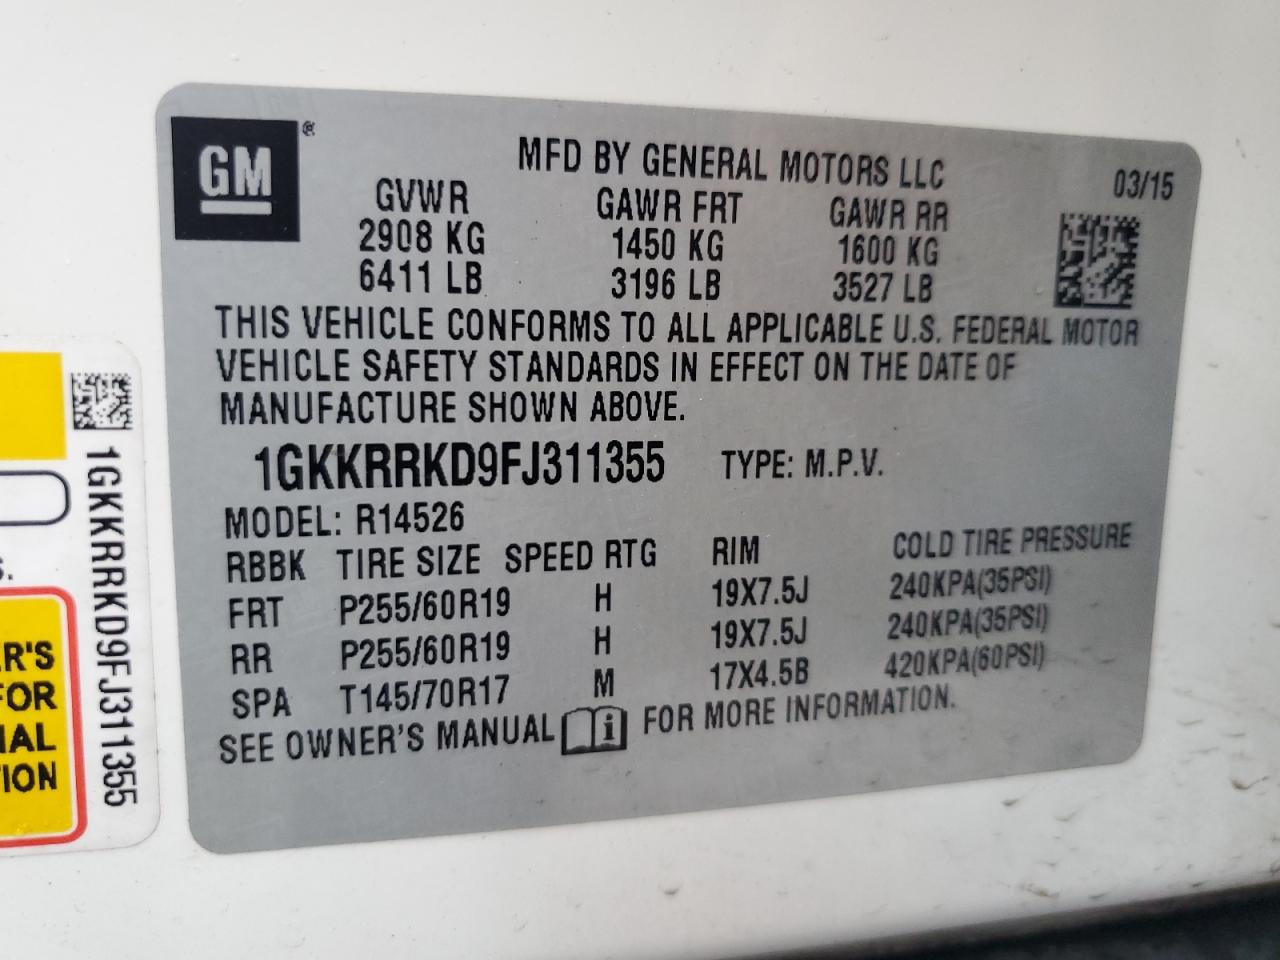 GM®
MFD BY GENERAL MOTORS LLC
03/15
GVWR GAWR FRT GAWR RR
2908 KG 1450 KG 1600 KG
6411 LB 3196 LB 3527 LB
THIS VEHICLE CONFORMS TO ALL APPLICABLE U.S. FEDERAL MOTOR
VEHICLE SAFETY STANDARDS IN EFFECT ON THE DATE OF
MANUFACTURE SHOWN ABOVE.
1GKKRRKD9FJ311355 TYPE: M.P.V.
MODEL: R14526
RBBK TIRE SIZE SPEED RTG RIM COLD TIRE PRESSURE
FRT P255/60R19 H 19X7.5J 240KPA(35PSI)
RR P255/60R19 H 19X7.5J 240KPA(35PSI)
SPA T145/70R17 M 17X4.5B 420KPA(60PSI)
SEE OWNER'S MANUAL i FOR MORE INFORMATION.
1GKKRRKD9FJ311355
S.
R'S
FOR
IAL
TION